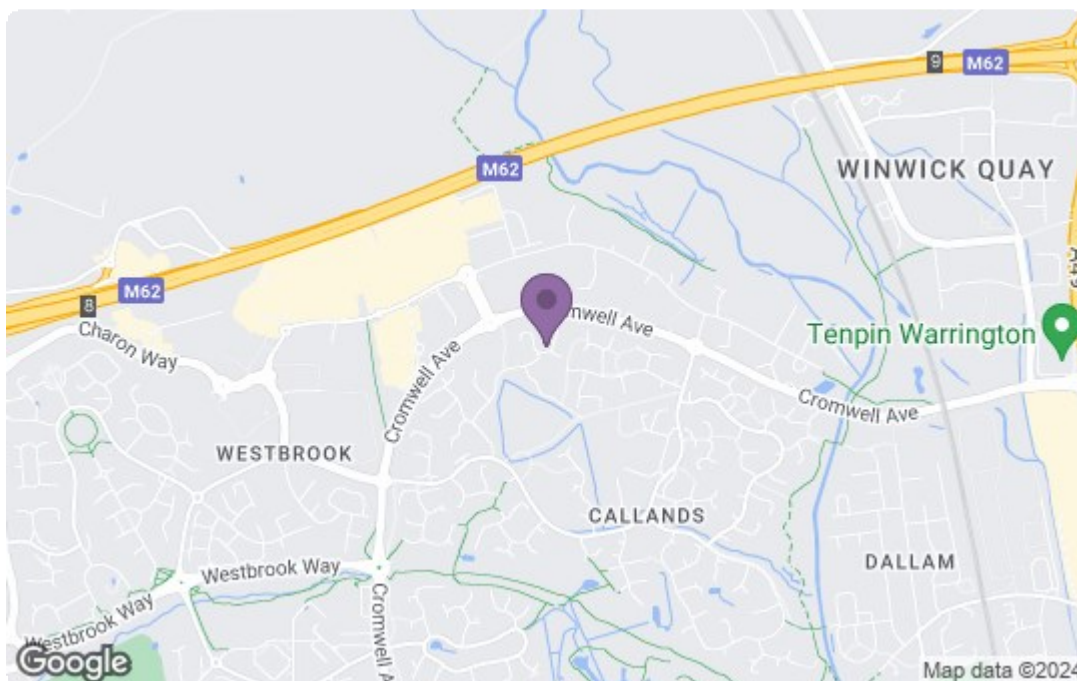 9
M62
M62
WINWICK QUAY
A49
M62
8
Charon Way
Cromwell Ave
mwell Ave
Tenpin Warrington
Cromwell Ave
WESTBROOK
CALLANDS
DALLAM
Westbrook Way
Westbrook Way
Cromwell A
Google
Map data ©2024